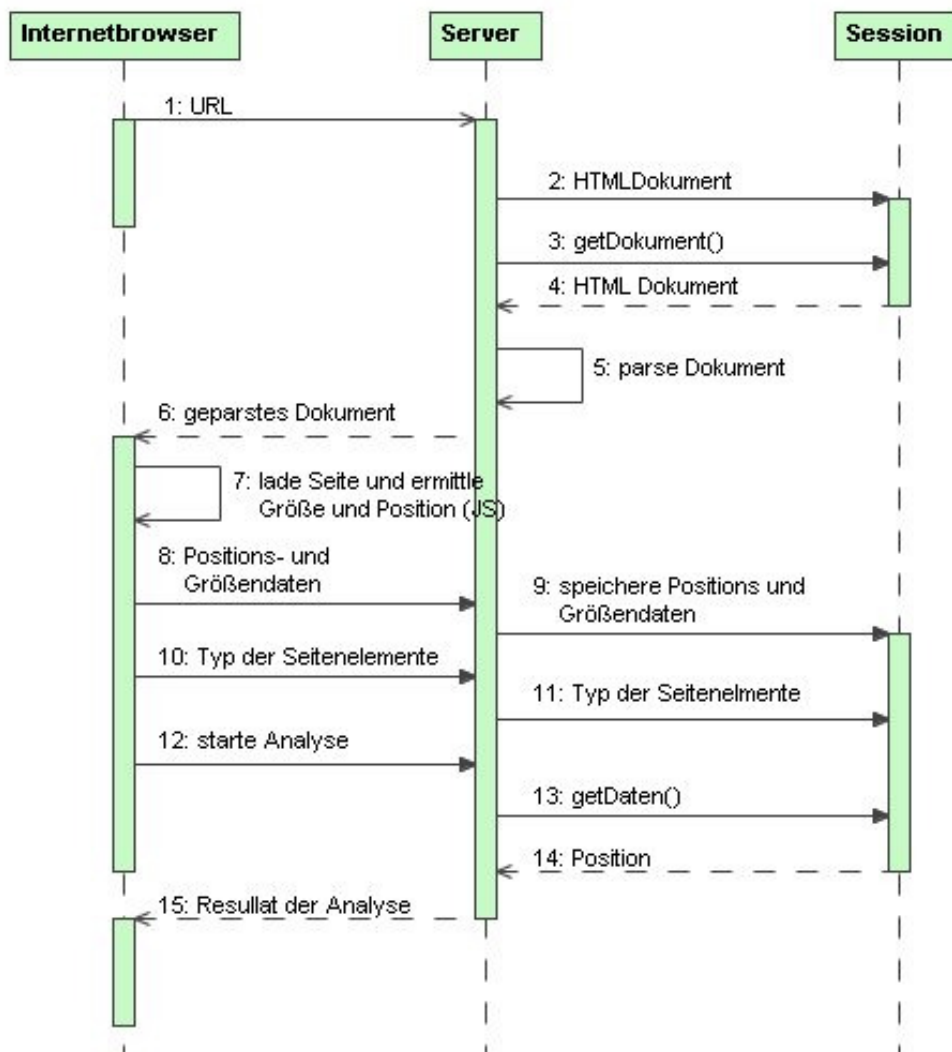 Internetbrowser
Server
Session
1: URL
2: HTMLDokument
3: getDokument()
4: HTML Dokument
5: parse Dokument
6: geparstes Dokument
7: lade Seite und ermittle
Größe und Position (JS)
8: Positions- und
Größendaten
9: speichere Positions und
Größendaten
10: Typ der Seitenelemente
11: Typ der Seitenelmente
12: starte Analyse
13: getDaten()
14: Position
15: Resullat der Analyse